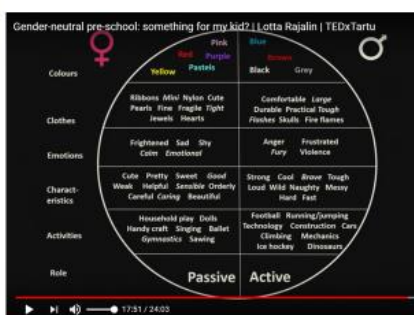 Gender-neutral pre-school: something for my kid? | Lotta Rajalin | TEDxTartu
♀ ♂
Colours
Pink
Red Purple
Yellow Pastels
Blue
Brown
Black Grey
Clothes
Ribbons Mini Nylon Cute
Pearls Fine Fragile Tight
Jewels Hearts
Comfortable Large
Durable Practical Tough
Flashes Skulls Fire flames
Emotions
Frightened Sad Shy
Calm Emotional
Anger Frustrated
Fury Violence
Charact-
eristics
Cute Pretty Sweet Good
Weak Helpful Sensible Orderly
Careful Caring Beautiful
Strong Cool Brave Tough
Loud Wild Naughty Messy
Hard Fast
Activities
Household play Dolls
Handy craft Singing Ballet
Gymnastics Sawing
Football Running/jumping
Technology Construction Cars
Climbing Mechanics
Ice hockey Dinosaurs
Role
Passive Active
17:51 / 24:03